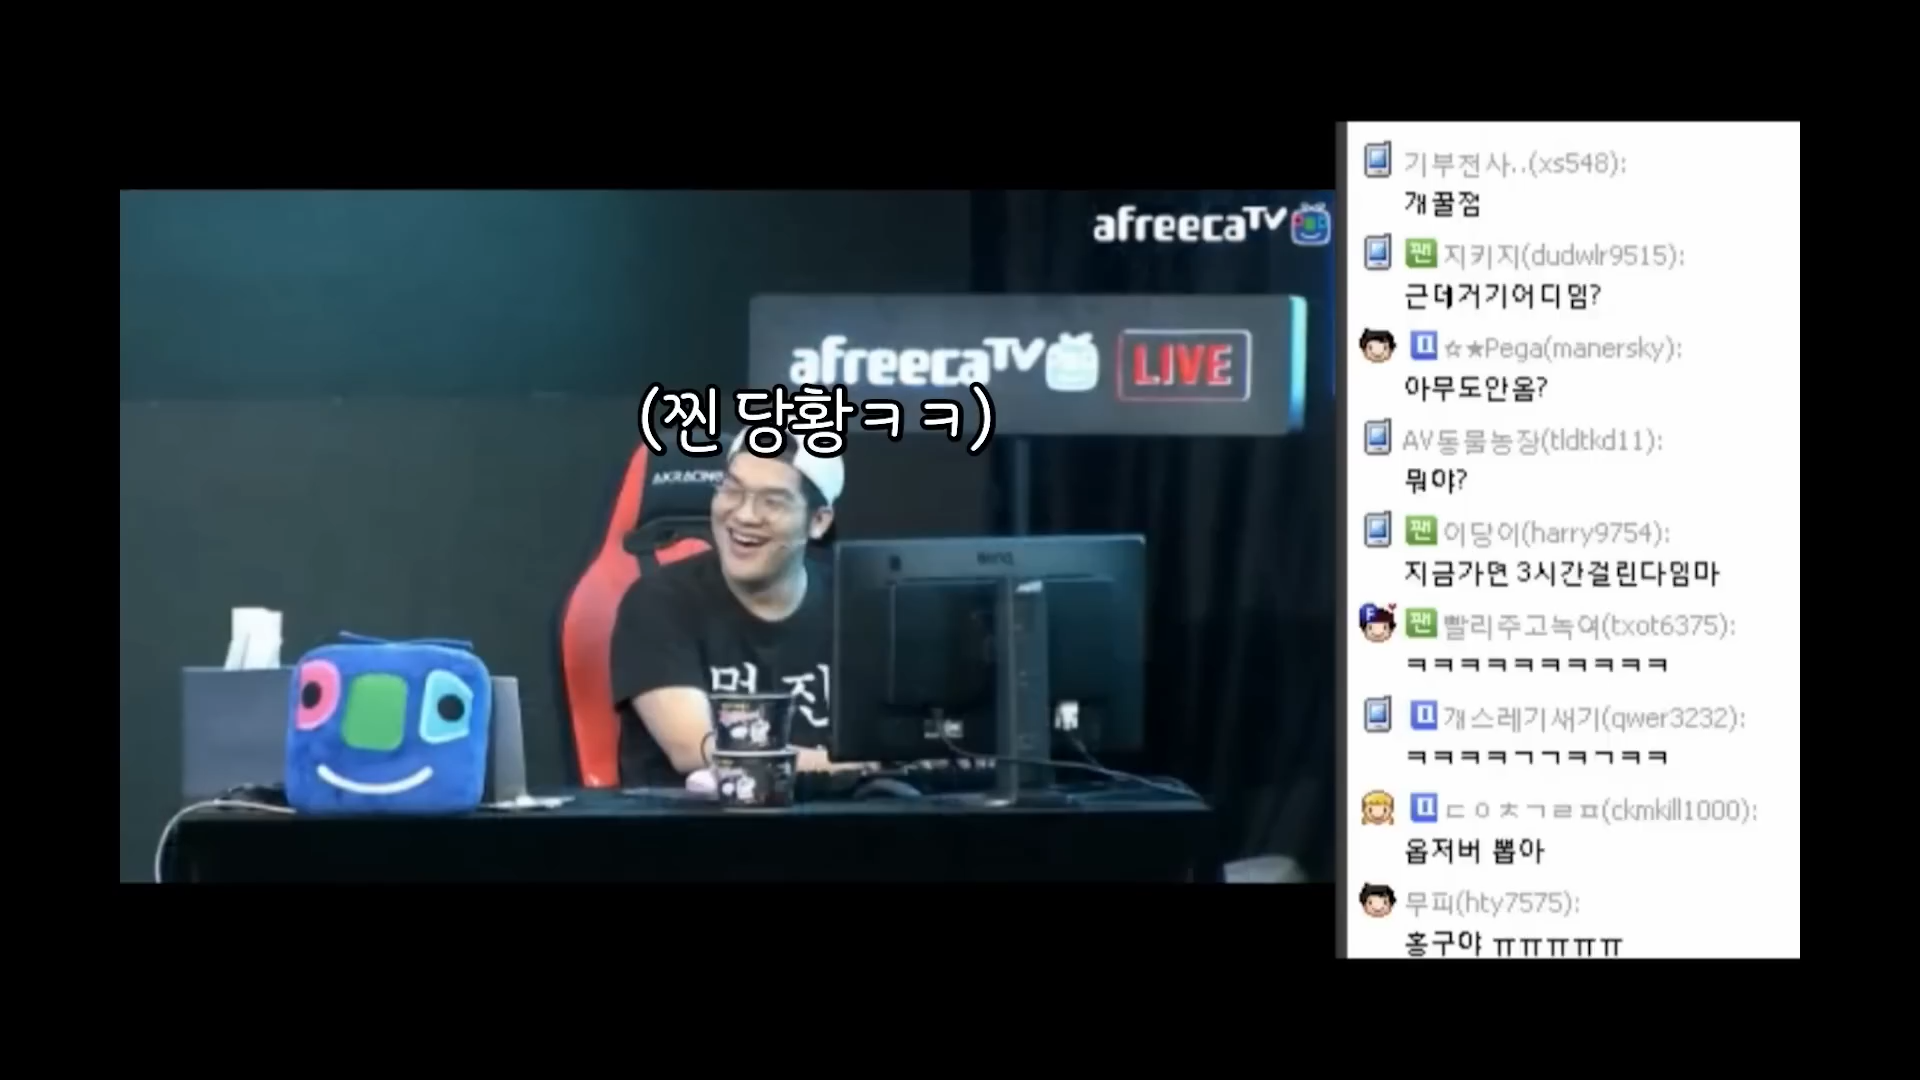 afreecaTV
afreecaTV LIVE
(찐 당황ㅋㅋ)
AKRACING
BenQ
멋 진
기부전사..(xs548):
개꿀잼
팬 지키지(dudwlr9515):
근데거기어디임?
☆★Pega(manersky):
아무도안옴?
AV동물농장(tldtkd11):
뭐야?
팬 이당이(harry9754):
지금가면 3시간걸린다임마
팬 빨리주고녹여(txot6375):
ㅋㅋㅋㅋㅋㅋㅋㅋㅋㅋ
개스레기새기(qwer3232):
ㅋㅋㅋㅋㄱㄱㅋㄱㅋㅋ
ㄷㅇㅊㄱㄹㅍ(ckmkill1000):
옵저버 뽑아
무피(hty7575):
홍구야 ㅠㅠㅠㅠㅠ